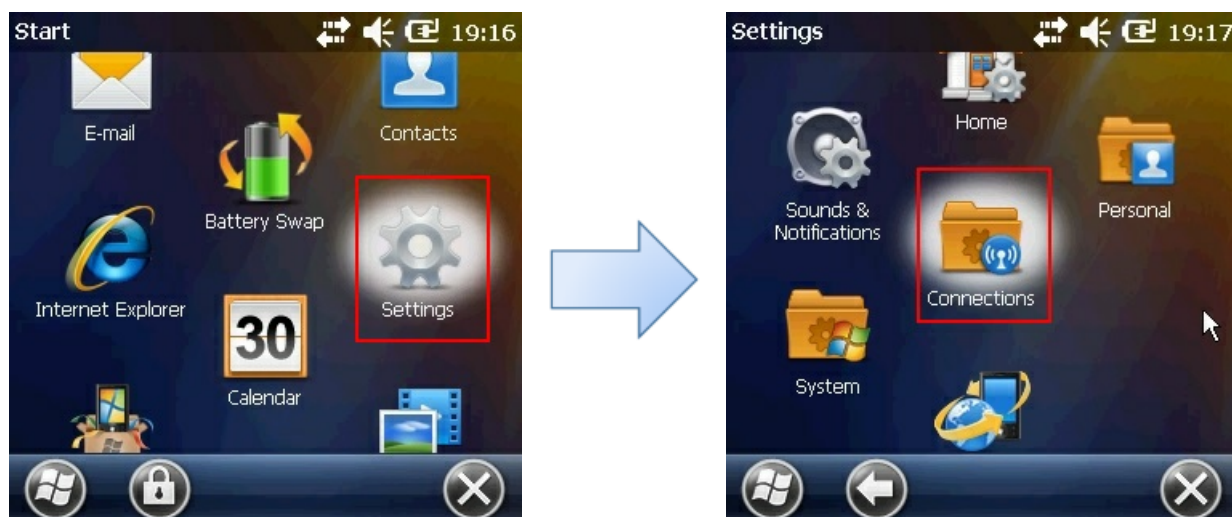 Start 19:16
E-mail
Contacts
Battery Swap
Internet Explorer
Settings
30
Calendar
Settings 19:17
Home
Sounds &
Notifications
Personal
Connections
System